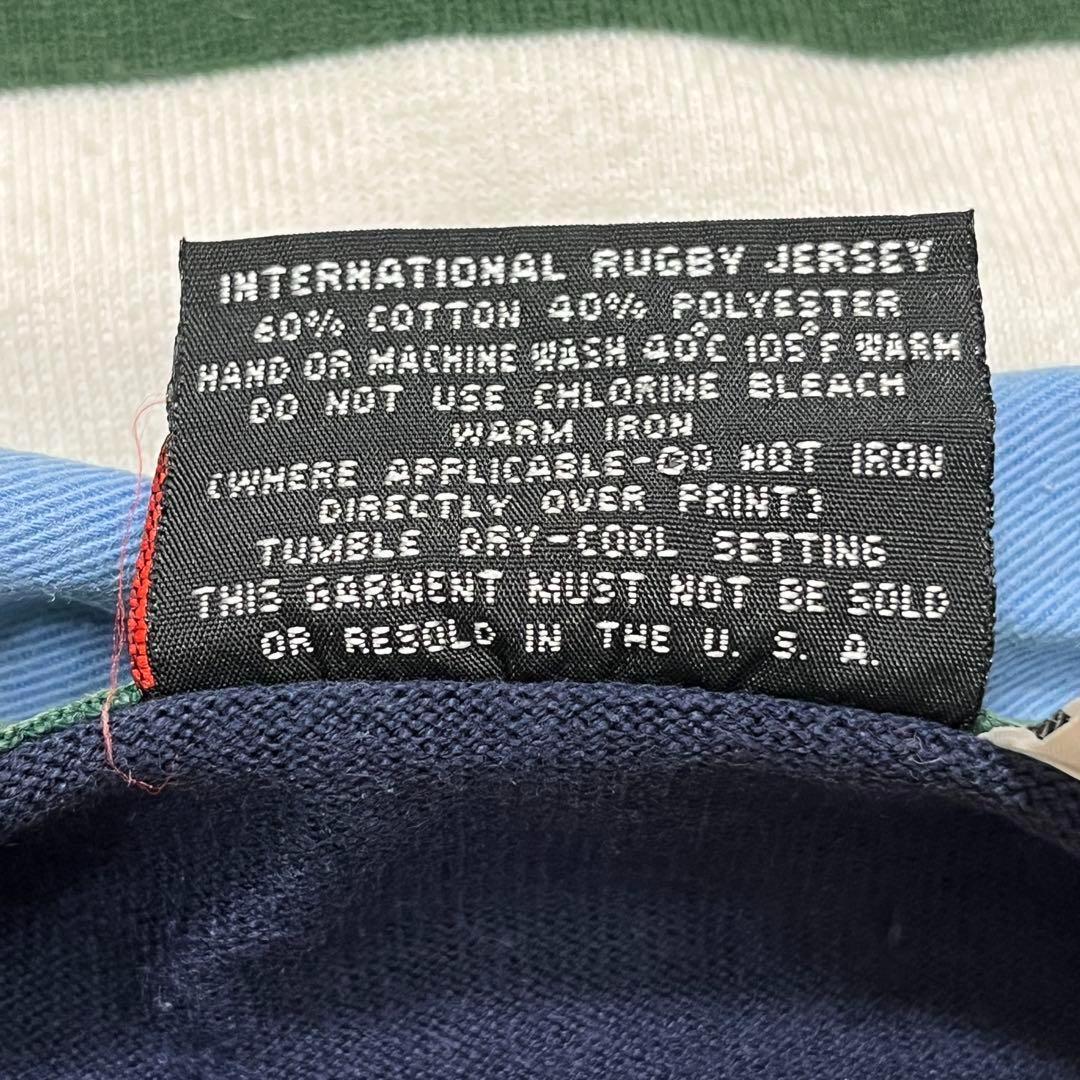 INTERNATIONAL RUGBY JERSEY
60% COTTON 40% POLYESTER
HAND OR MACHINE WASH 40°C 105°F WARM
DO NOT USE CHLORINE BLEACH
WARM IRON
(WHERE APPLICABLE-DO NOT IRON
DIRECTLY OVER PRINT)
TUMBLE DRY-COOL SETTING
THIS GARMENT MUST NOT BE SOLD
OR RESOLD IN THE U. S. A.